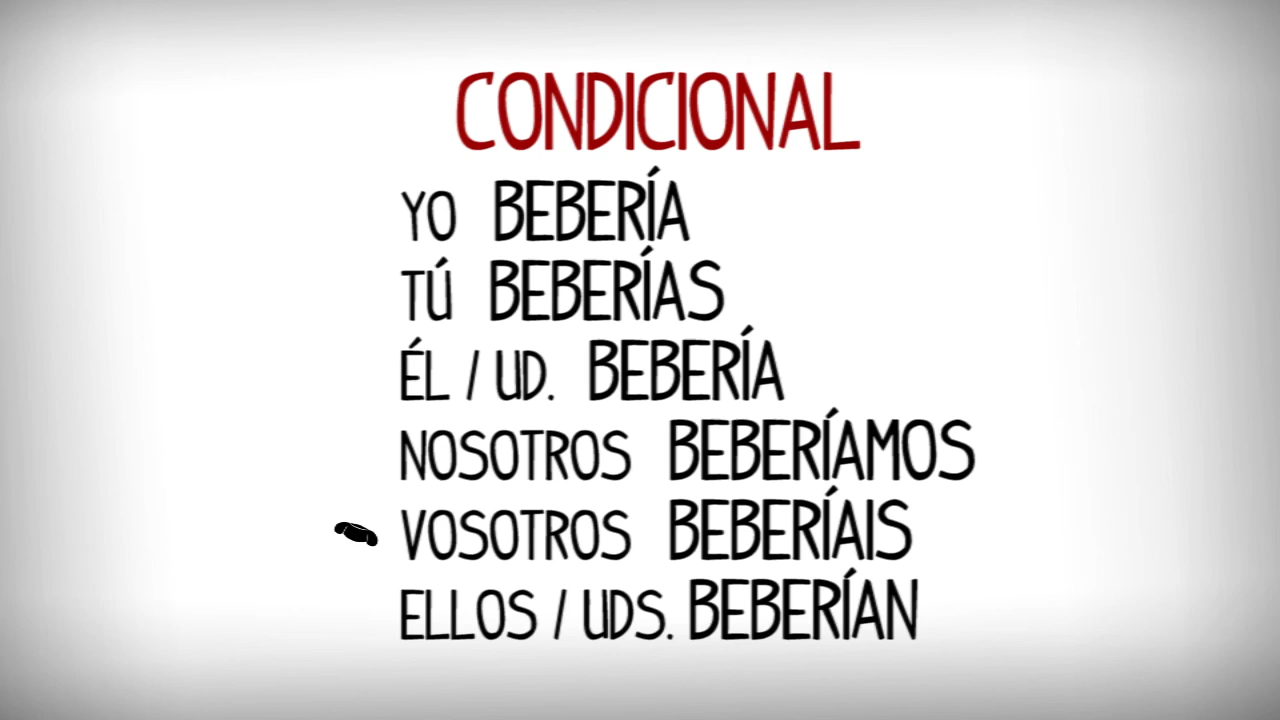 CONDICIONAL
YO BEBERÍA
TÚ BEBERÍAS
ÉL / UD. BEBERÍA
NOSOTROS BEBERÍAMOS
VOSOTROS BEBERÍAIS
ELLOS / UDS. BEBERÍAN